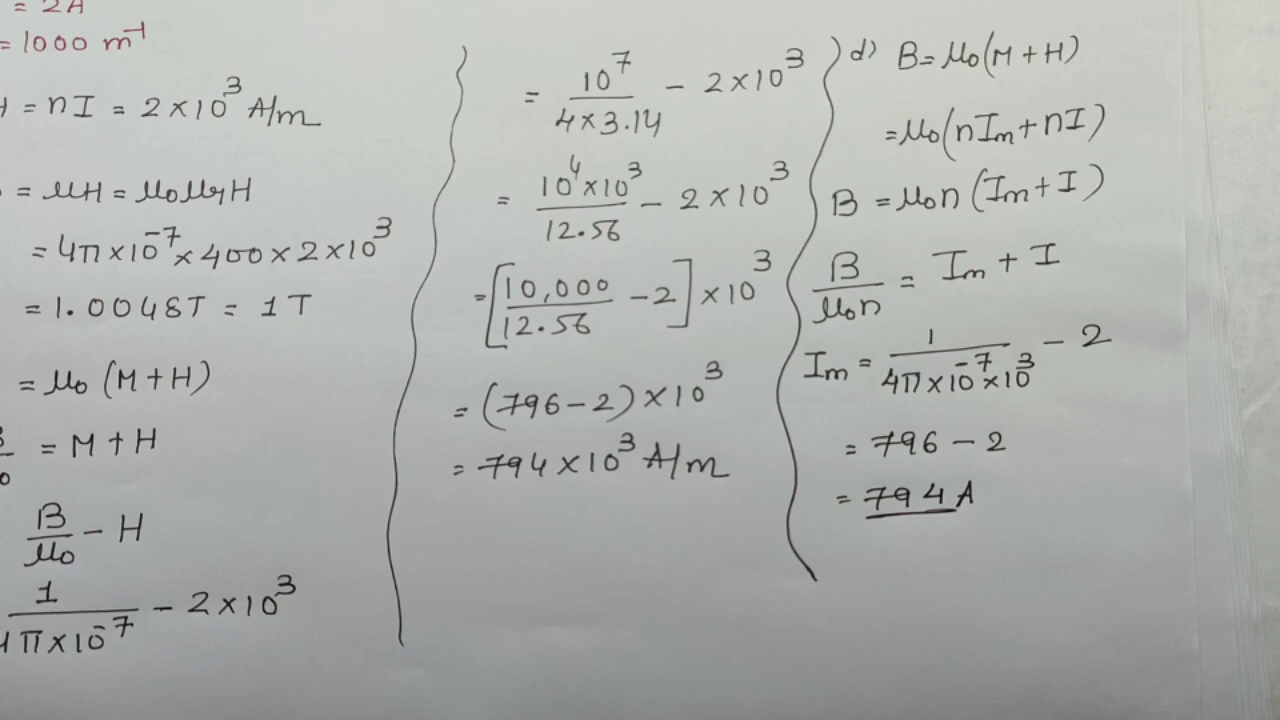 = 2A
= 1000 m⁻¹
H = nI = 2×10³ A/m
= μH = μ₀μᵣH
= 4π×10⁻⁷×400×2×10³
= 1.0048T = 1T
= μ₀ (M+H)
= M+H
B/μ₀ - H
1/4π×10⁻⁷ - 2×10³
= 10⁷/4×3.14 - 2×10³
= 10⁴×10³/12.56 - 2×10³
= [10,000/12.56 - 2] ×10³
= (796-2)×10³
= 794×10³ A/m
d) B = μ₀(M+H)
= μ₀(nIₘ+nI)
B = μ₀n (Iₘ+I)
B/μ₀n = Iₘ + I
Iₘ = 1/4π×10⁻⁷×10³ - 2
= 796 - 2
= 794A